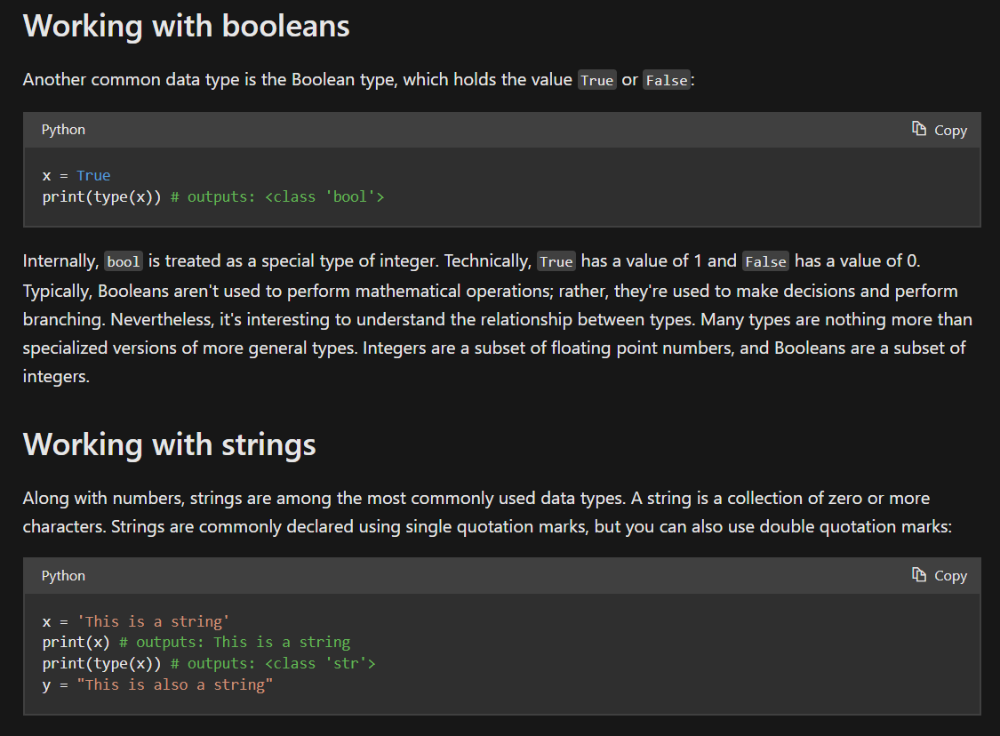 Working with booleans
Another common data type is the Boolean type, which holds the value True or False:
Python Copy
x = True
print(type(x)) # outputs: <class 'bool'>
Internally, bool is treated as a special type of integer. Technically, True has a value of 1 and False has a value of 0.
Typically, Booleans aren't used to perform mathematical operations; rather, they're used to make decisions and perform
branching. Nevertheless, it's interesting to understand the relationship between types. Many types are nothing more than
specialized versions of more general types. Integers are a subset of floating point numbers, and Booleans are a subset of
integers.
Working with strings
Along with numbers, strings are among the most commonly used data types. A string is a collection of zero or more
characters. Strings are commonly declared using single quotation marks, but you can also use double quotation marks:
Python Copy
x = 'This is a string'
print(x) # outputs: This is a string
print(type(x)) # outputs: <class 'str'>
y = "This is also a string"